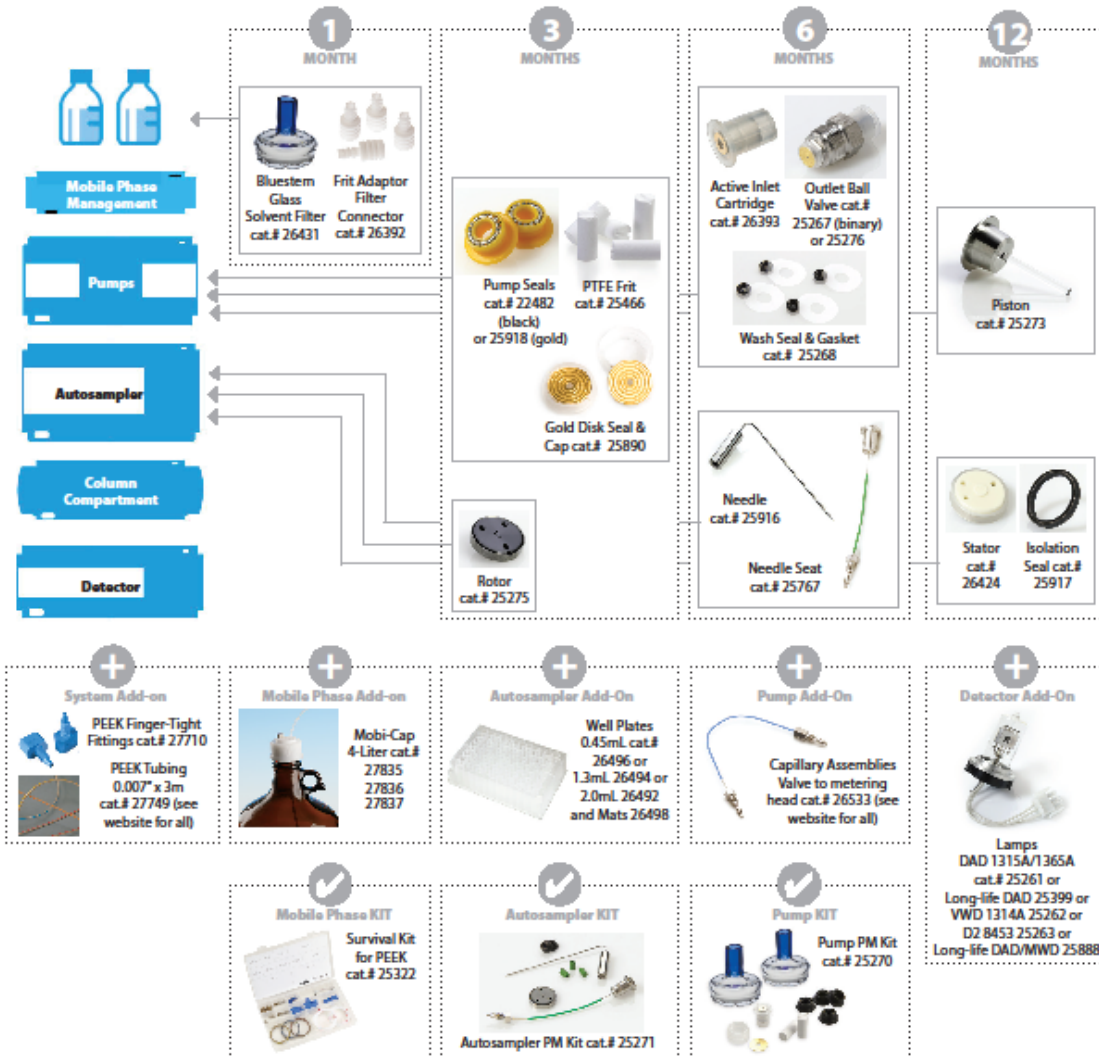 1
MONTH
3
MONTHS
6
MONTHS
12
MONTHS
Mobile Phase
Management
Pumps
Autosampler
Column
Compartment
Detector
Bluestem
Glass
Solvent Filter
cat.# 26431
Frit Adaptor
Filter
Connector
cat.# 26392
Pump Seals
cat.# 22482
(black)
or 25918 (gold)
PTFE Frit
cat.# 25466
Gold Disk Seal &
Cap cat.# 25890
Rotor
cat.# 25275
Active Inlet
Cartridge
cat.# 26393
Outlet Ball
Valve cat.#
25267 (binary)
or 25276
Wash Seal & Gasket
cat.# 25268
Needle
cat.# 25916
Needle Seat
cat.# 25767
Piston
cat.# 25273
Stator
cat.#
26424
Isolation
Seal cat.#
25917
+
System Add-on
PEEK Finger-Tight
Fittings cat.# 27710
PEEK Tubing
0.007" x 3m
cat.# 27749 (see
website for all)
+
Mobile Phase Add-on
Mobi-Cap
4-Liter cat.#
27835
27836
27837
+
Autosampler Add-On
Well Plates
0.45mL cat.#
26496 or
1.3mL 26494 or
2.0mL 26492
and Mats 26498
+
Pump Add-On
Capillary Assemblies
Valve to metering
head cat.# 26533 (see
website for all)
+
Detector Add-On
Lamps
DAD 1315A/1365A
cat.# 25261 or
Long-life DAD 25399 or
VWD 1314A 25262 or
D2 8453 25263 or
Long-life DAD/MWD 25888
Mobile Phase KIT
Survival Kit
for PEEK
cat.# 25322
Autosampler KIT
Autosampler PM Kit cat.# 25271
Pump KIT
Pump PM Kit
cat.# 25270